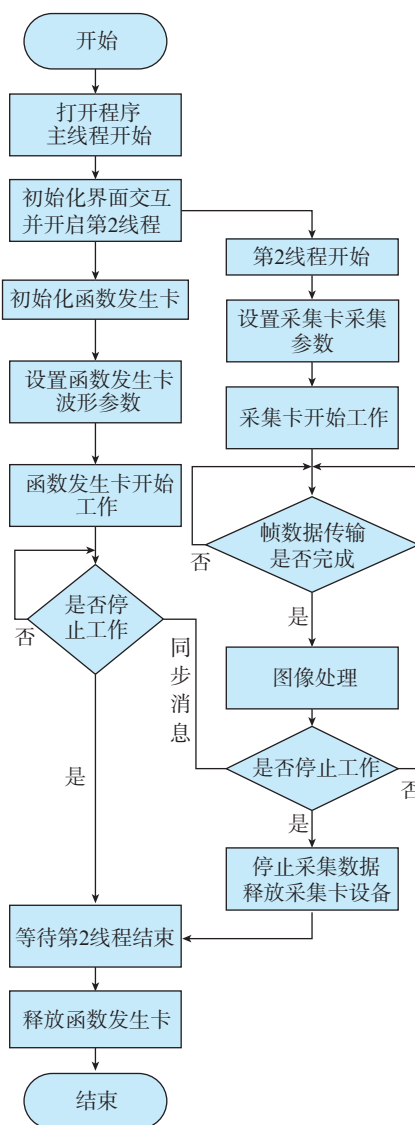 开始
打开程序
主线程开始
初始化界面交互
并开启第2线程
初始化函数发生卡
设置函数发生卡
波形参数
函数发生卡开始
工作
是否停
止工作
否
是
同
步
消
息
第2线程开始
设置采集卡采集
参数
采集卡开始工作
帧数据传输
是否完成
否
是
图像处理
是否停止工作
否
是
停止采集数据
释放采集卡设备
等待第2线程结束
释放函数发生卡
结束